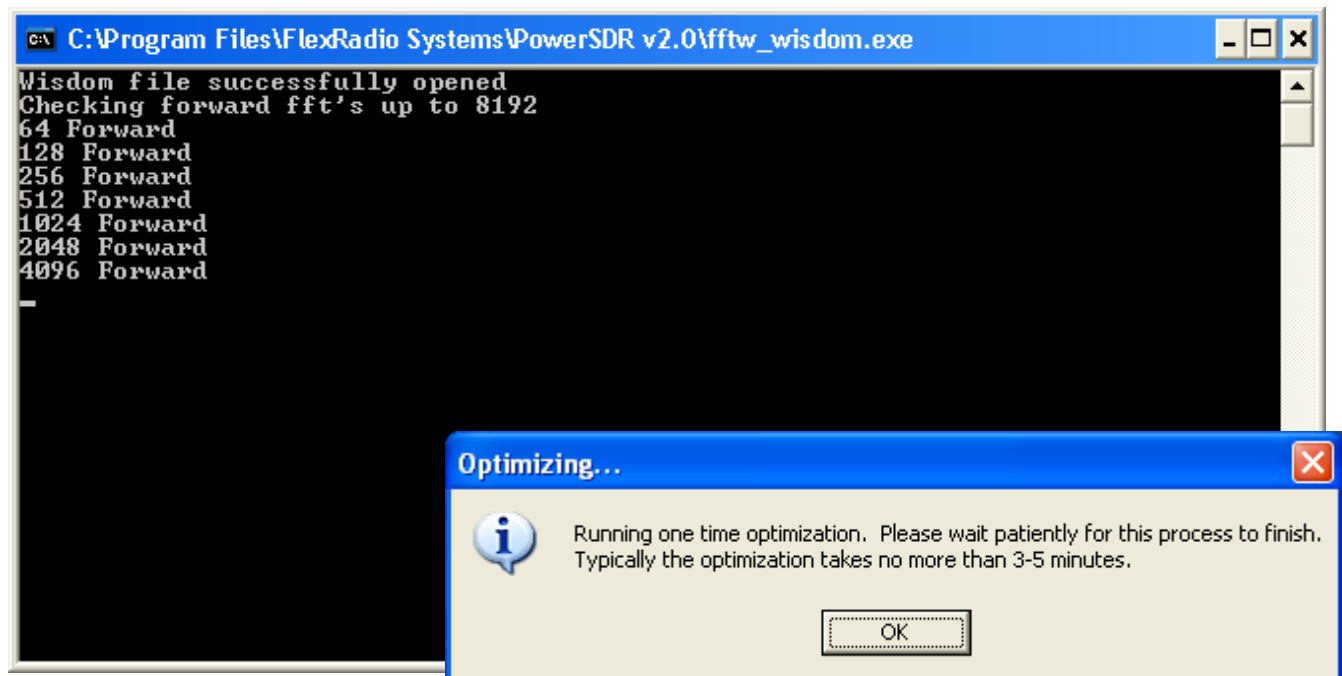 C:\Program Files\FlexRadio Systems\PowerSDR v2.0\fftw_wisdom.exe
Wisdom file successfully opened
Checking forward fft's up to 8192
64 Forward
128 Forward
256 Forward
512 Forward
1024 Forward
2048 Forward
4096 Forward
Optimizing...
Running one time optimization. Please wait patiently for this process to finish.
Typically the optimization takes no more than 3-5 minutes.
OK